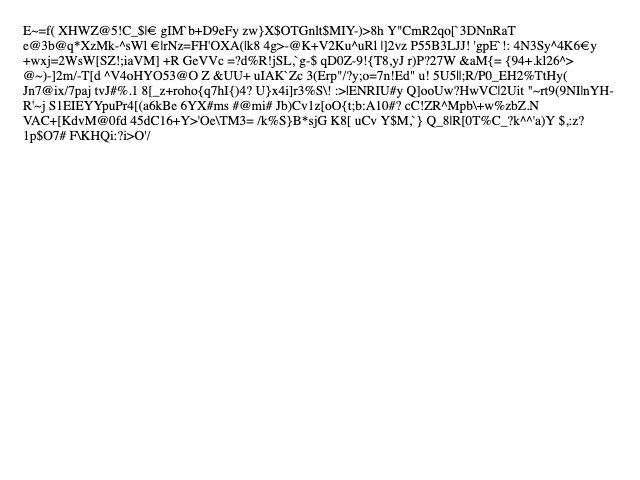 E~=f( XHWZ@5!C_$|€ gIM`b+D9eFy zw}X$OTGnlt$MIY-)>8h Y"CmR2qo[`3DNnRaT
e@3b@q*XzMk-^sWl €|rNz=FH'OXA(|k8 4g>-@K+V2Ku^uRl |]2vz P55B3LJJ! 'gpE`!: 4N3Sy^4K6€y
+wxj=2WsW[SZ!;iaVM] +R GeVVc =?d%R!jSL,`g-$ qD0Z-9!{T8,yJ r)P?27W &aM{= {94+.kl26^>
@~)-]2m/-T[d ^V4oHYO53@O Z &UU+ uIAK`Zc 3(Erp"/?y;o=7n!Ed" u! 5U5||;R/P0_EH2%TtHy(
Jn7@ix/7paj tvJ#%.1 8[_z+roho{q7hI{)4? U}x4i]r3%S\! :>|ENRIU#y Q]ooUw?HwVC|2Uit "~rt9(9NI|nYH-
R'~j S1EIEYYpuPr4[(a6kBe 6YX#ms #@mi# Jb)Cv1z[oO{t;b:A10#? cC!ZR^Mpb\+w%zbZ.N
VAC+[KdvM@0fd 45dC16+Y>'Oe\TM3= /k%S}B*sjG K8[ uCv Y$M,`} Q_8|R[0T%C_?k^^'a)Y $,:z?
1p$O7# F\KHQi:?i>O'/